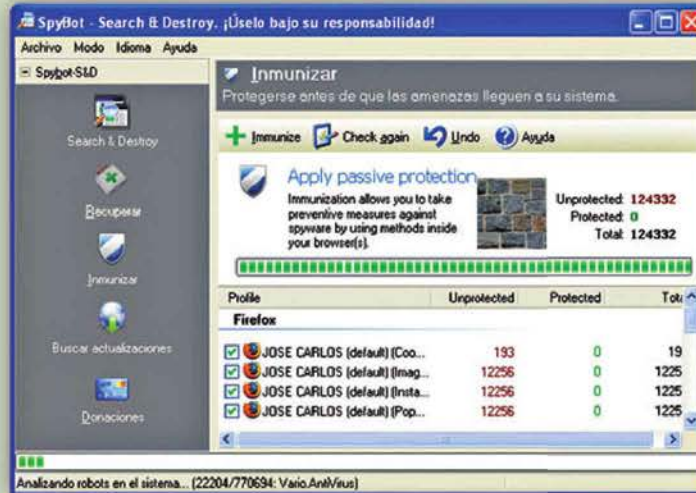 SpyBot - Search & Destroy. ¡Úselo bajo su responsabilidad!
Archivo Modo Idioma Ayuda
Spybot-S&D
Search & Destroy
Recuperar
Inmunizar
Buscar actualizaciones
Donaciones
Inmunizar
Protegerse antes de que las amenazas lleguen a su sistema.
Immunize Check again Undo Ayuda
Apply passive protection
Immunization allows you to take
preventive measures against
spyware by using methods inside
your browser(s).
Unprotected: 124332
Protected: 0
Total: 124332
Profile Unprotected Protected Tota
Firefox
JOSE CARLOS (default) (Coo... 193 0 19
JOSE CARLOS (default) (Imag... 12256 0 1225
JOSE CARLOS (default) (Insta... 12256 0 1225
JOSE CARLOS (default) (Pop... 12256 0 1225
Analizando robots en el sistema... (22204/770694: Vario.AntiVirus)